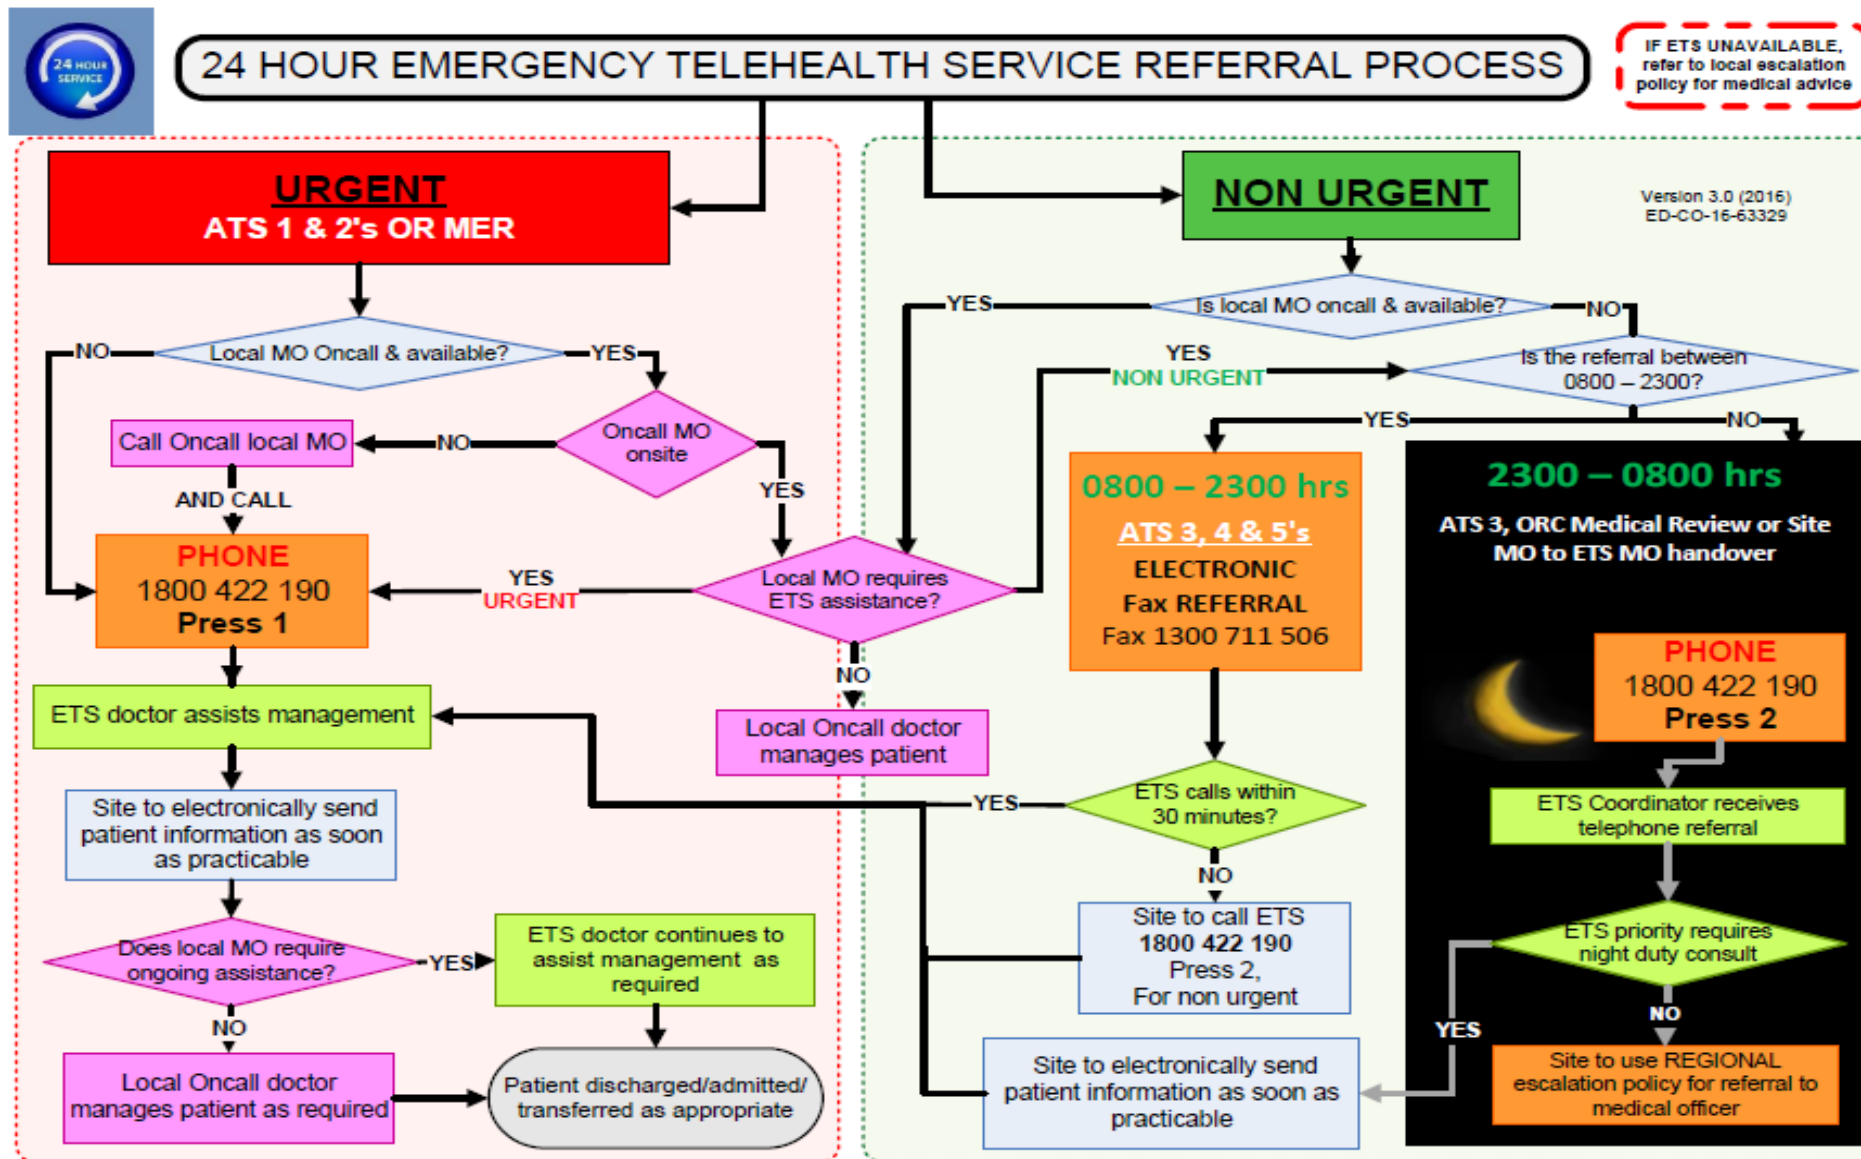 24 HOUR
SERVICE
24 HOUR EMERGENCY TELEHEALTH SERVICE REFERRAL PROCESS
IF ETS UNAVAILABLE,
refer to local escalation
policy for medical advice
URGENT
ATS 1 & 2's OR MER
NON URGENT
Version 3.0 (2016)
ED-CO-16-63329
Local MO Oncall & available?
NO
YES
Oncall MO
onsite
NO
YES
Call Oncall local MO
AND CALL
PHONE
1800 422 190
Press 1
YES
URGENT
Local MO requires
ETS assistance?
NO
Local Oncall doctor
manages patient
YES
NON URGENT
ETS doctor assists management
Site to electronically send
patient information as soon
as practicable
Does local MO require
ongoing assistance?
YES
ETS doctor continues to
assist management as
required
NO
Local Oncall doctor
manages patient as required
Patient discharged/admitted/
transferred as appropriate
Is local MO oncall & available?
YES
NO
Is the referral between
0800 – 2300?
YES
NO
0800 – 2300 hrs
ATS 3, 4 & 5's
ELECTRONIC
Fax REFERRAL
Fax 1300 711 506
ETS calls within
30 minutes?
YES
NO
Site to call ETS
1800 422 190
Press 2,
For non urgent
Site to electronically send
patient information as soon as
practicable
2300 – 0800 hrs
ATS 3, ORC Medical Review or Site
MO to ETS MO handover
PHONE
1800 422 190
Press 2
ETS Coordinator receives
telephone referral
ETS priority requires
night duty consult
YES
NO
Site to use REGIONAL
escalation policy for referral to
medical officer